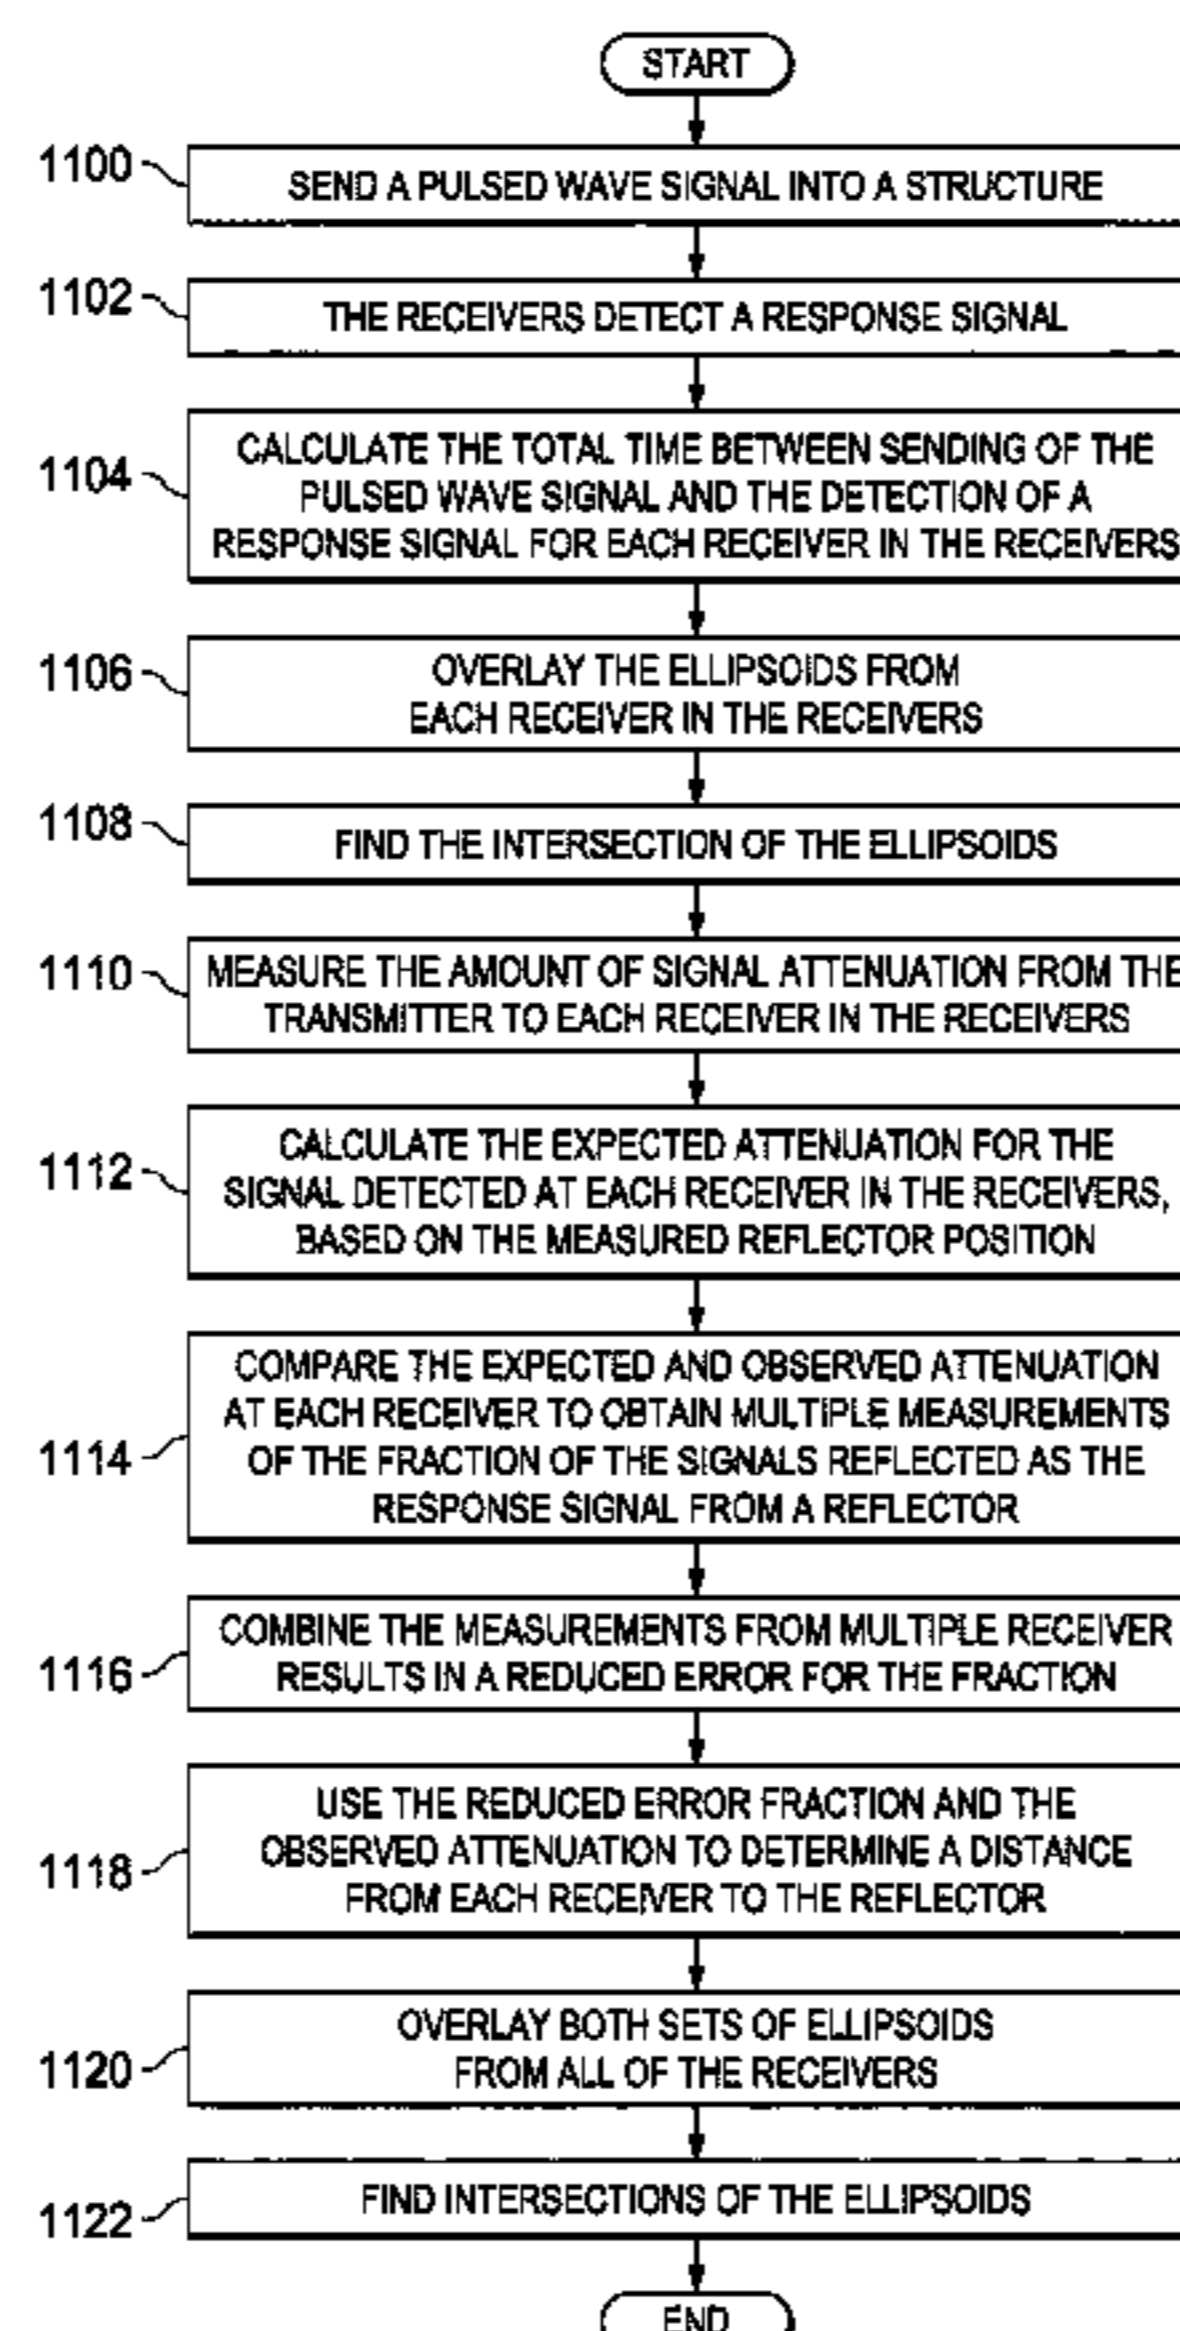 START
1100
SEND A PULSED WAVE SIGNAL INTO A STRUCTURE
1102
THE RECEIVERS DETECT A RESPONSE SIGNAL
1104
CALCULATE THE TOTAL TIME BETWEEN SENDING OF THE
PULSED WAVE SIGNAL AND THE DETECTION OF A
RESPONSE SIGNAL FOR EACH RECEIVER IN THE RECEIVERS
1106
OVERLAY THE ELLIPSOIDS FROM
EACH RECEIVER IN THE RECEIVERS
1108
FIND THE INTERSECTION OF THE ELLIPSOIDS
1110
MEASURE THE AMOUNT OF SIGNAL ATTENUATION FROM THE
TRANSMITTER TO EACH RECEIVER IN THE RECEIVERS
1112
CALCULATE THE EXPECTED ATTENUATION FOR THE
SIGNAL DETECTED AT EACH RECEIVER IN THE RECEIVERS,
BASED ON THE MEASURED REFLECTOR POSITION
1114
COMPARE THE EXPECTED AND OBSERVED ATTENUATION
AT EACH RECEIVER TO OBTAIN MULTIPLE MEASUREMENTS
OF THE FRACTION OF THE SIGNALS REFLECTED AS THE
RESPONSE SIGNAL FROM A REFLECTOR
1116
COMBINE THE MEASUREMENTS FROM MULTIPLE RECEIVER
RESULTS IN A REDUCED ERROR FOR THE FRACTION
1118
USE THE REDUCED ERROR FRACTION AND THE
OBSERVED ATTENUATION TO DETERMINE A DISTANCE
FROM EACH RECEIVER TO THE REFLECTOR
1120
OVERLAY BOTH SETS OF ELLIPSOIDS
FROM ALL OF THE RECEIVERS
1122
FIND INTERSECTIONS OF THE ELLIPSOIDS
END